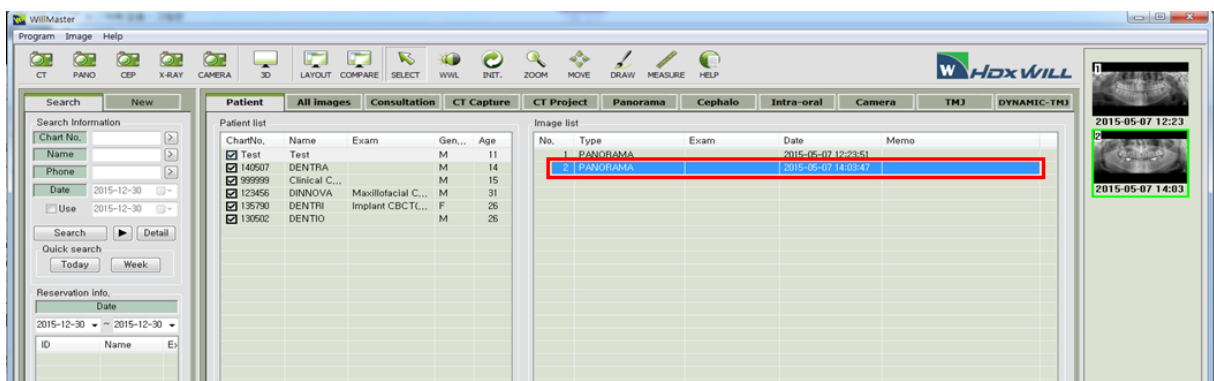 WillMaster
Program Image Help
CT PANO CEP X-RAY CAMERA 3D LAYOUT COMPARE SELECT WWL INIT. ZOOM MOVE DRAW MEASURE HELP
W HDXWILL
Search New
Patient All images Consultation CT Capture CT Project Panorama Cephalo Intra-oral Camera TMJ DYNAMIC-TMJ
Search Information
Chart No,
Name
Phone
Date 2015-12-30
Use 2015-12-30
Search Detail
Quick search
Today Week
Reservation info,
Date
2015-12-30 ~ 2015-12-30
ID Name E
Patient list
ChartNo, Name Exam Gen... Age
Test Test M 11
140507 DENTRA M 14
999999 Clinical C... M 15
123456 DINNOVA Maxillofacial C... M 31
135790 DENTRI Implant CBCT(... F 26
130502 DENTIO M 26
Image list
No, Type Exam Date Memo
1 PANORAMA 2015-05-07 12:23:51
2 PANORAMA 2015-05-07 14:03:47
1
2015-05-07 12:23
2
2015-05-07 14:03